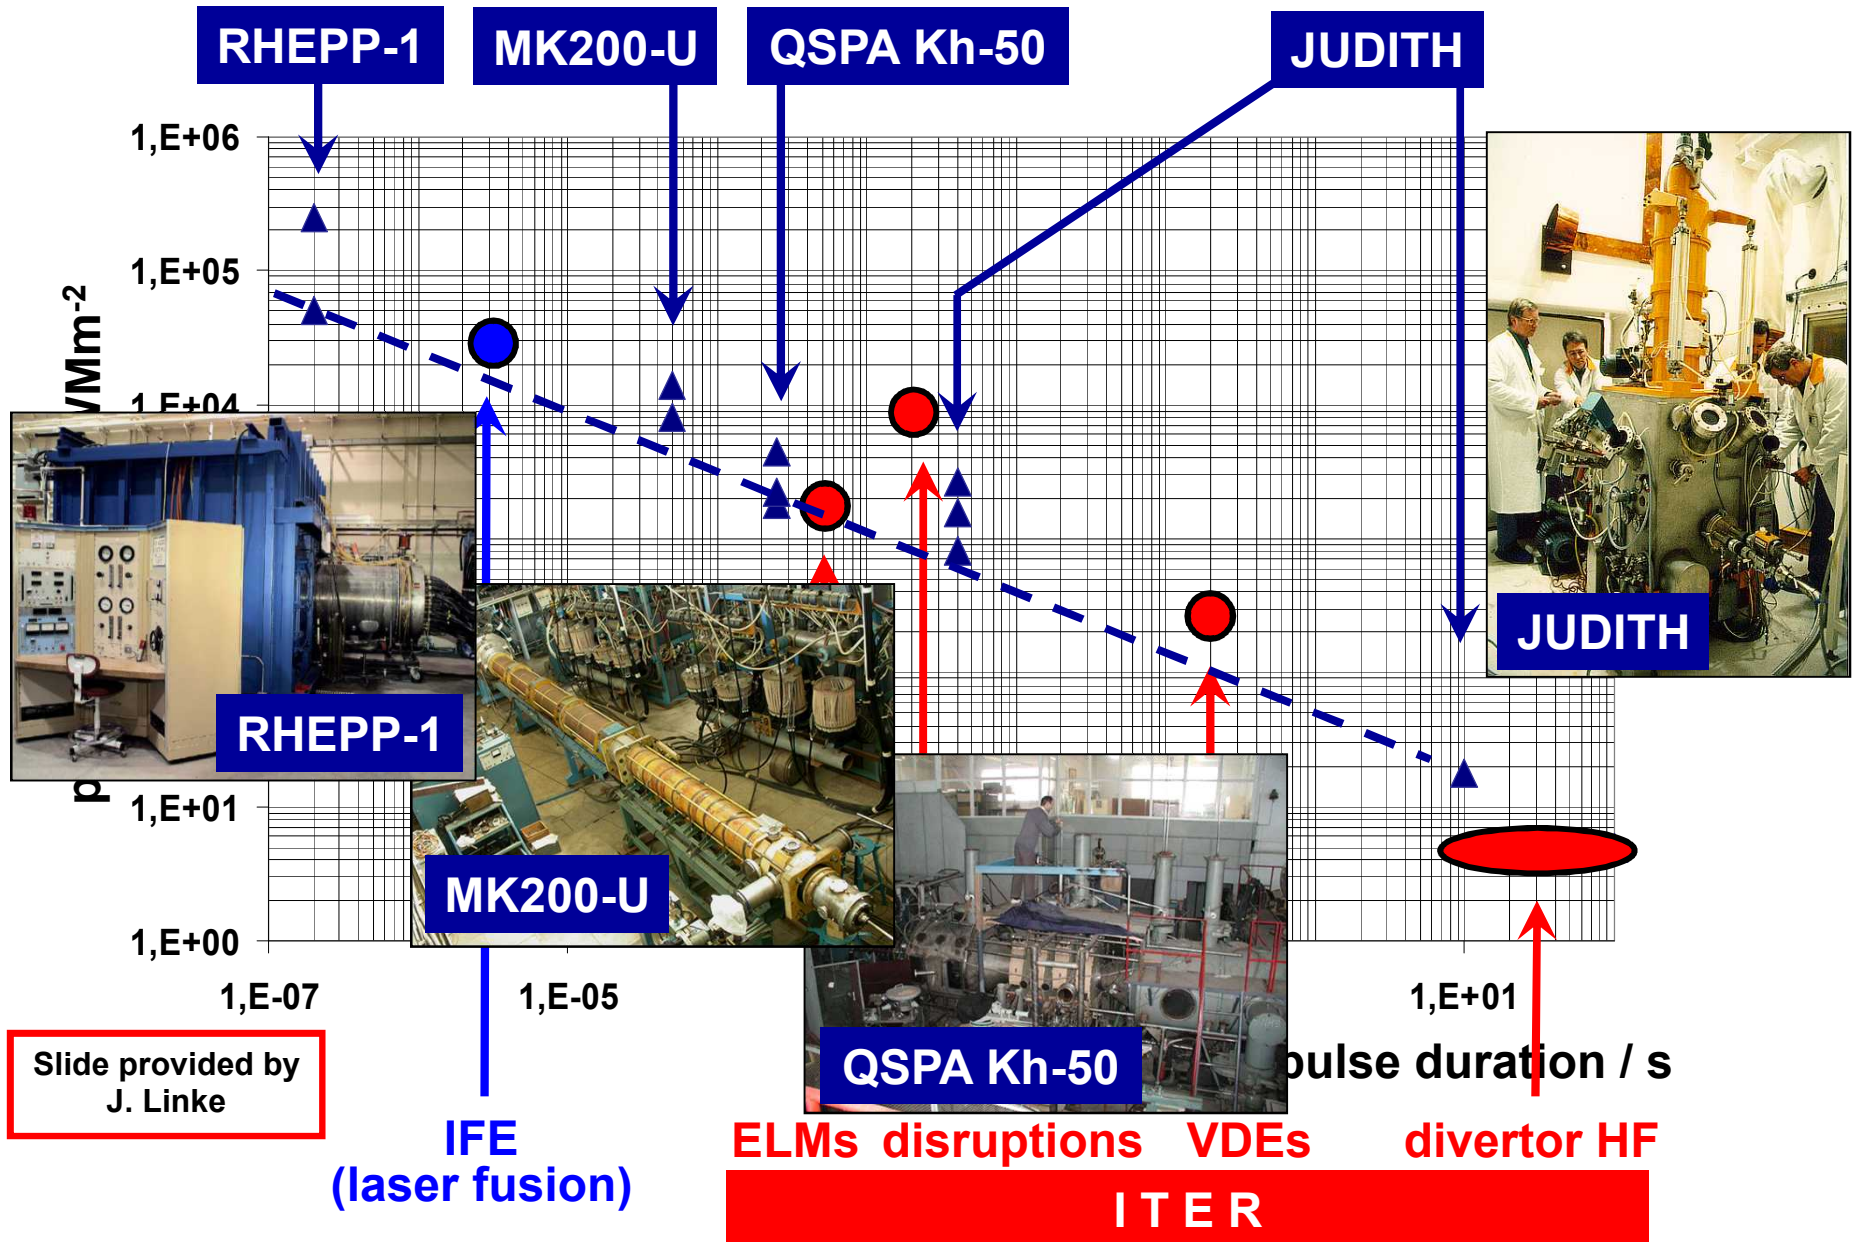 RHEPP-1
MK200-U
QSPA Kh-50
JUDITH
1,E+06
1,E+05
1,E+04
1,E+01
1,E+00
MWm-2
JUDITH
RHEPP-1
MK200-U
QSPA Kh-50
1,E-07
1,E-05
1,E+01
pulse duration / s
Slide provided by
J. Linke
IFE
(laser fusion)
ELMs disruptions VDEs divertor HF
I T E R